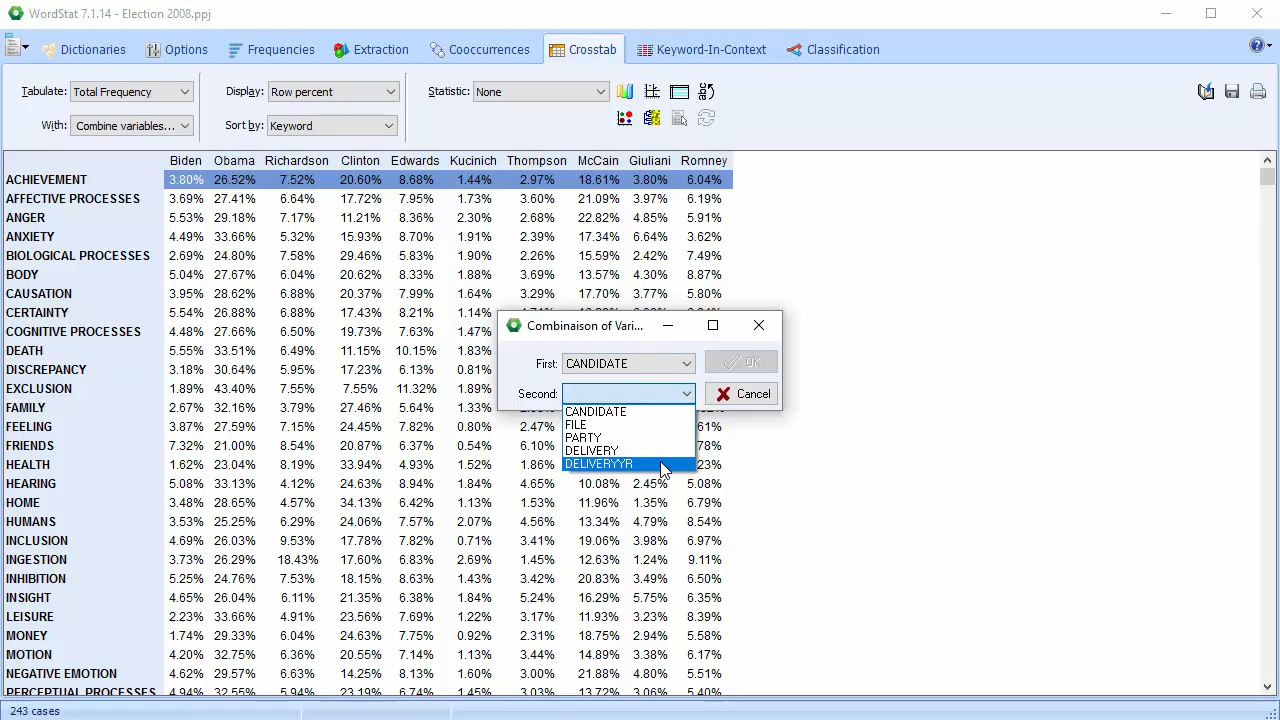 WordStat 7.1.14 - Election 2008.ppj
Dictionaries Options Frequencies Extraction Cooccurrences Crosstab Keyword-In-Context Classification
Tabulate: Total Frequency Display: Row percent Statistic: None
With: Combine variables... Sort by: Keyword
Biden Obama Richardson Clinton Edwards Kucinich Thompson McCain Giuliani Romney
ACHIEVEMENT 3.80% 26.52% 7.52% 20.60% 8.68% 1.44% 2.97% 18.61% 3.80% 6.04%
AFFECTIVE PROCESSES 3.69% 27.41% 6.64% 17.72% 7.95% 1.73% 3.60% 21.09% 3.97% 6.19%
ANGER 5.53% 29.18% 7.17% 11.21% 8.36% 2.30% 2.68% 22.82% 4.85% 5.91%
ANXIETY 4.49% 33.66% 5.32% 15.93% 8.70% 1.91% 2.39% 17.34% 6.64% 3.62%
BIOLOGICAL PROCESSES 2.69% 24.80% 7.58% 29.46% 5.83% 1.90% 2.26% 15.59% 2.42% 7.49%
BODY 5.04% 27.67% 6.04% 20.62% 8.33% 1.88% 3.69% 13.57% 4.30% 8.87%
CAUSATION 3.95% 28.62% 6.88% 20.37% 7.99% 1.64% 3.29% 17.70% 3.77% 5.80%
CERTAINTY 5.54% 26.88% 6.88% 17.43% 8.21% 1.14%
COGNITIVE PROCESSES 4.48% 27.66% 6.50% 19.73% 7.63% 1.47%
DEATH 5.55% 33.51% 6.49% 11.15% 10.15% 1.83%
DISCREPANCY 3.18% 30.64% 5.95% 17.23% 6.13% 0.81%
EXCLUSION 1.89% 43.40% 7.55% 7.55% 11.32% 1.89%
FAMILY 2.67% 32.16% 3.79% 27.46% 5.64% 1.33%
FEELING 3.87% 27.59% 7.15% 24.45% 7.82% 0.80% 2.47% 61%
FRIENDS 7.32% 21.00% 8.54% 20.87% 6.37% 0.54% 6.10% 78%
HEALTH 1.62% 23.04% 8.19% 33.94% 4.93% 1.52% 1.86% 23%
HEARING 5.08% 33.13% 4.12% 24.63% 8.94% 1.84% 4.65% 10.08% 2.45% 5.08%
HOME 3.48% 28.65% 4.57% 34.13% 6.42% 1.13% 1.53% 11.96% 1.35% 6.79%
HUMANS 3.53% 25.25% 6.29% 24.06% 7.57% 2.07% 4.56% 13.34% 4.79% 8.54%
INCLUSION 4.69% 26.03% 9.53% 17.78% 7.82% 0.71% 3.41% 19.06% 3.98% 6.97%
INGESTION 3.73% 26.29% 18.43% 17.60% 6.83% 2.69% 1.45% 12.63% 1.24% 9.11%
INHIBITION 5.25% 24.76% 7.53% 18.15% 8.63% 1.43% 3.42% 20.83% 3.49% 6.50%
INSIGHT 4.65% 26.04% 6.11% 21.35% 6.38% 1.84% 5.24% 16.29% 5.75% 6.35%
LEISURE 2.23% 33.66% 4.91% 23.56% 7.69% 1.22% 3.17% 11.93% 3.23% 8.39%
MONEY 1.74% 29.33% 6.04% 24.63% 7.75% 0.92% 2.31% 18.75% 2.94% 5.58%
MOTION 4.20% 32.75% 6.36% 20.55% 7.14% 1.13% 3.44% 14.89% 3.38% 6.17%
NEGATIVE EMOTION 4.62% 27.63% 6.63% 14.25% 8.13% 1.60% 3.00% 21.88% 4.80% 5.51%
PERCEPTUAL PROCESSES 4.94% 32.55% 5.94% 23.19% 6.74% 1.45% 3.03% 13.72% 3.06% 5.40%
Combinaison of Vari...
First: CANDIDATE OK
Second: Cancel
CANDIDATE
FILE
PARTY
DELIVERY
DELIVERYYR
243 cases